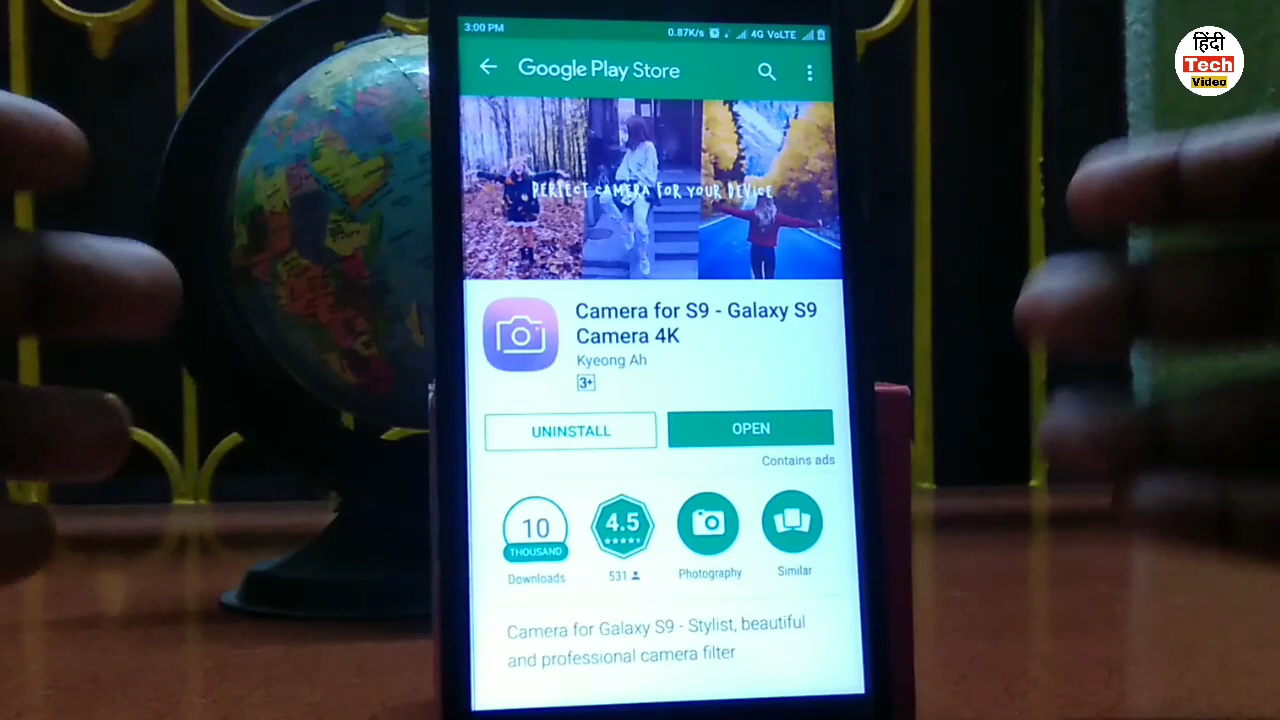 3:00 PM
0.87K/s 4G VoLTE
Google Play Store
हिंदी
Tech
Video
PERFECT CAMERA FOR YOUR DEVICE
Camera for S9 - Galaxy S9
Camera 4K
Kyeong Ah
3+
UNINSTALL
OPEN
Contains ads
10
THOUSAND
Downloads
4.5
531
Photography
Similar
Camera for Galaxy S9 - Stylist, beautiful
and professional camera filter